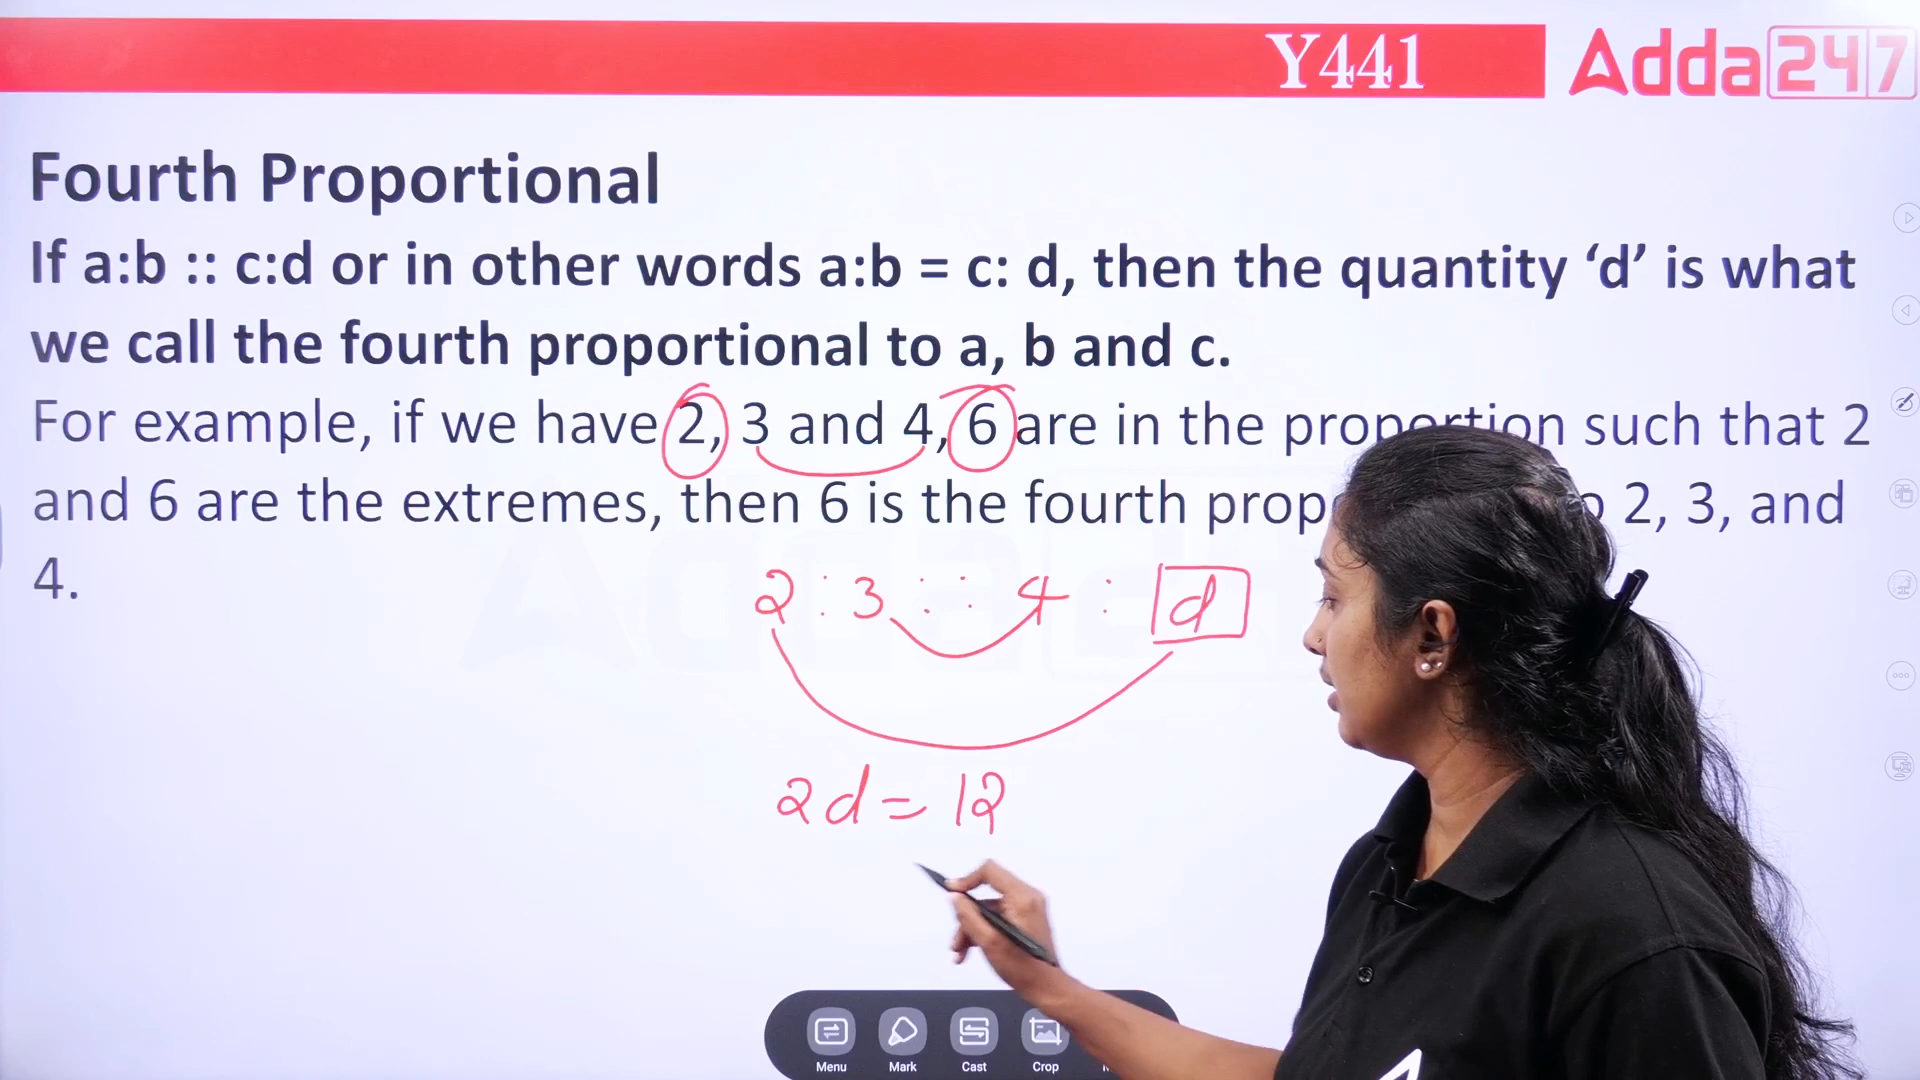 Y441
Adda247
Fourth Proportional
If a:b :: c:d or in other words a:b = c: d, then the quantity ‘d’ is what
we call the fourth proportional to a, b and c.
For example, if we have 2, 3 and 4, 6 are in the proportion such that 2
and 6 are the extremes, then 6 is the fourth prop 2, 3, and
4.
2 : 3 :: 4 : d
2d = 12
Menu Mark Cast Crop